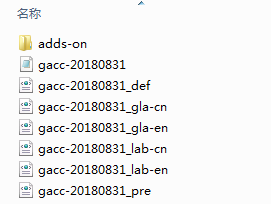 名称
adds-on
gacc-20180831
gacc-20180831_def
gacc-20180831_gla-cn
gacc-20180831_gla-en
gacc-20180831_lab-cn
gacc-20180831_lab-en
gacc-20180831_pre